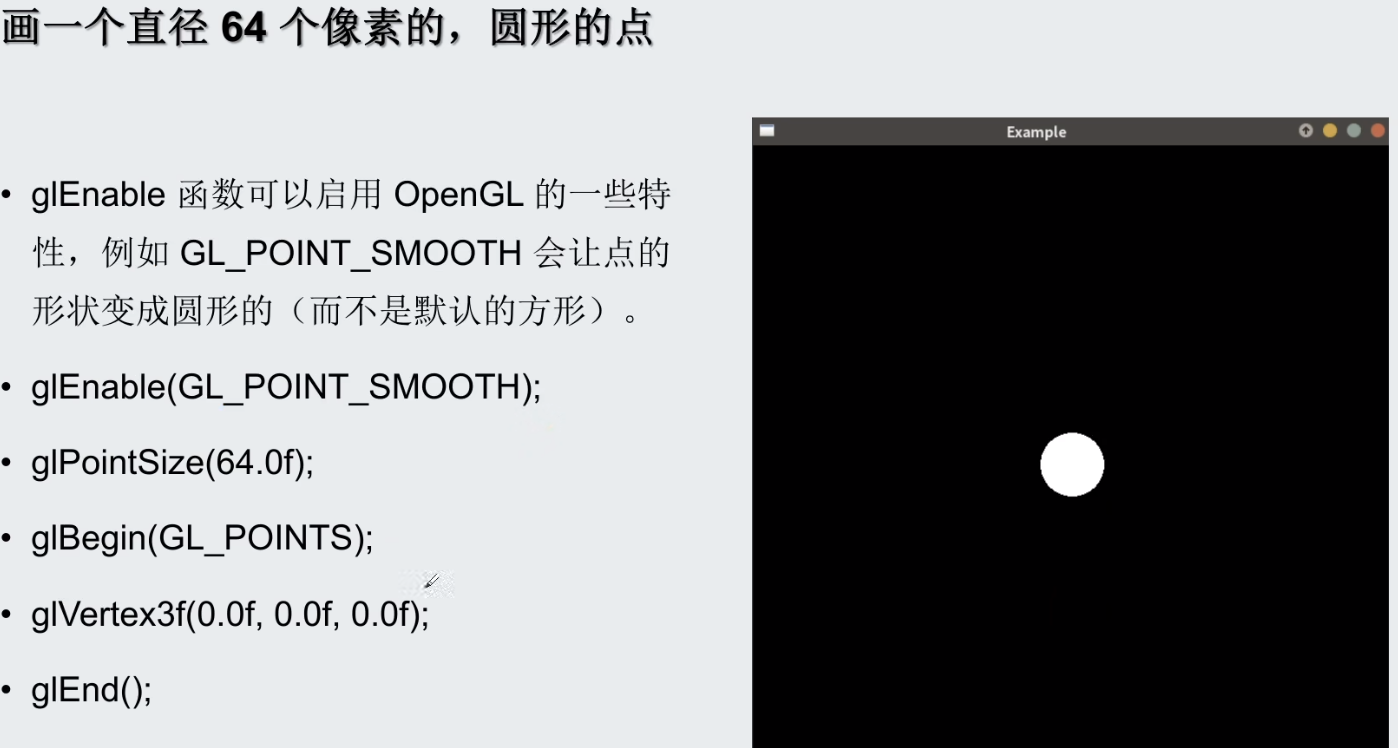 画一个直径 64 个像素的，圆形的点
• glEnable 函数可以启用 OpenGL 的一些特
性，例如 GL_POINT_SMOOTH 会让点的
形状变成圆形的（而不是默认的方形）。
• glEnable(GL_POINT_SMOOTH);
• glPointSize(64.0f);
• glBegin(GL_POINTS);
• glVertex3f(0.0f, 0.0f, 0.0f);
• glEnd();
Example